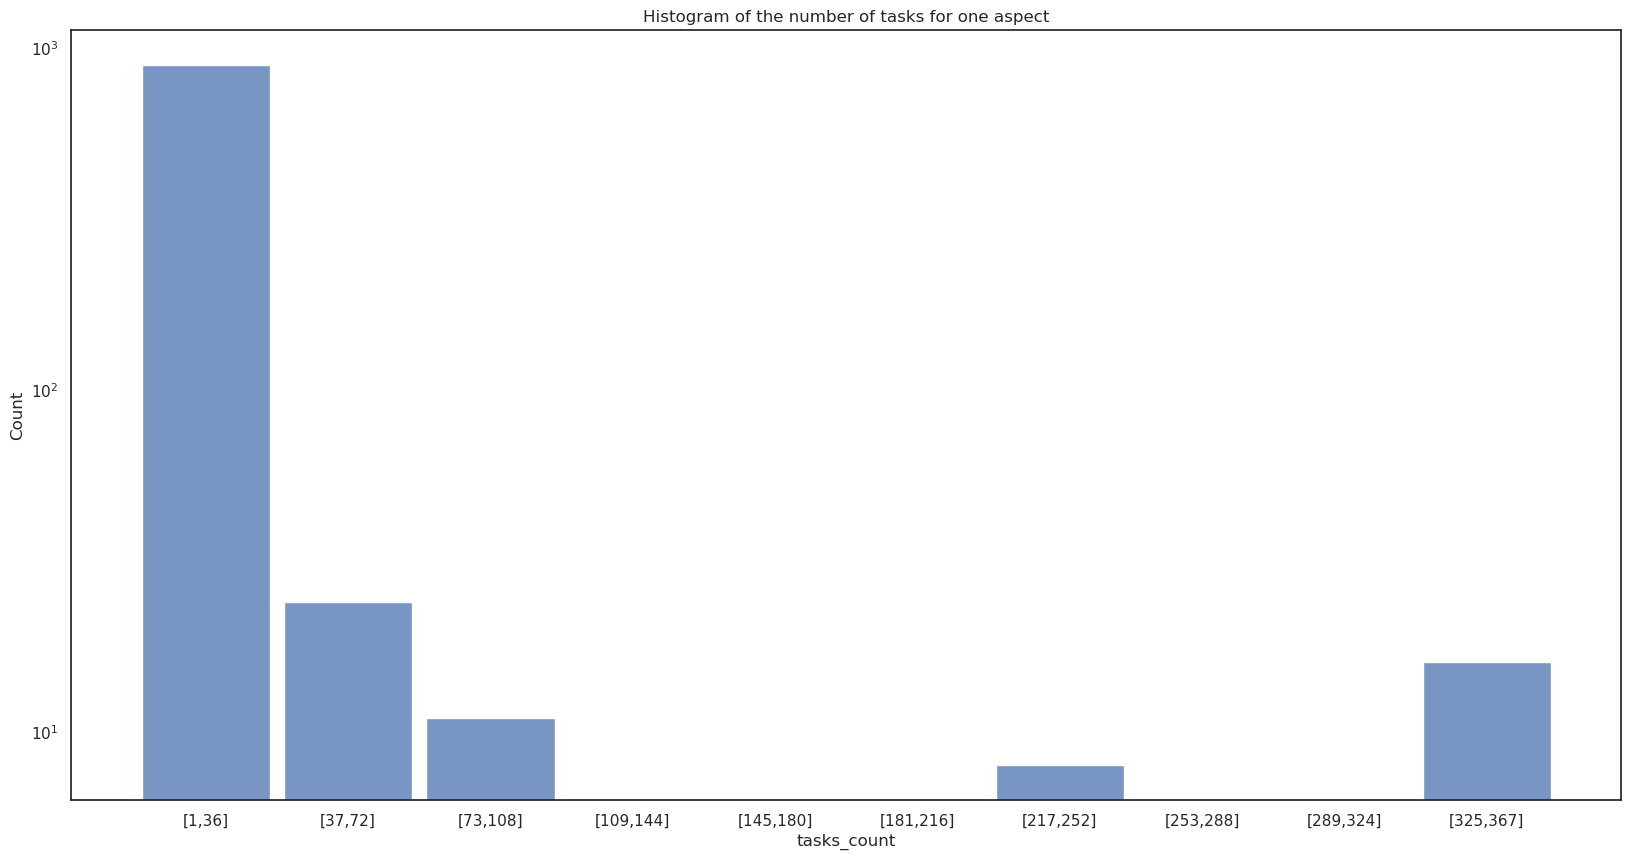 Histogram of the number of tasks for one aspect
10³
10²
10¹
Count
[1,36] [37,72] [73,108] [109,144] [145,180] [181,216] [217,252] [253,288] [289,324] [325,367]
tasks_count